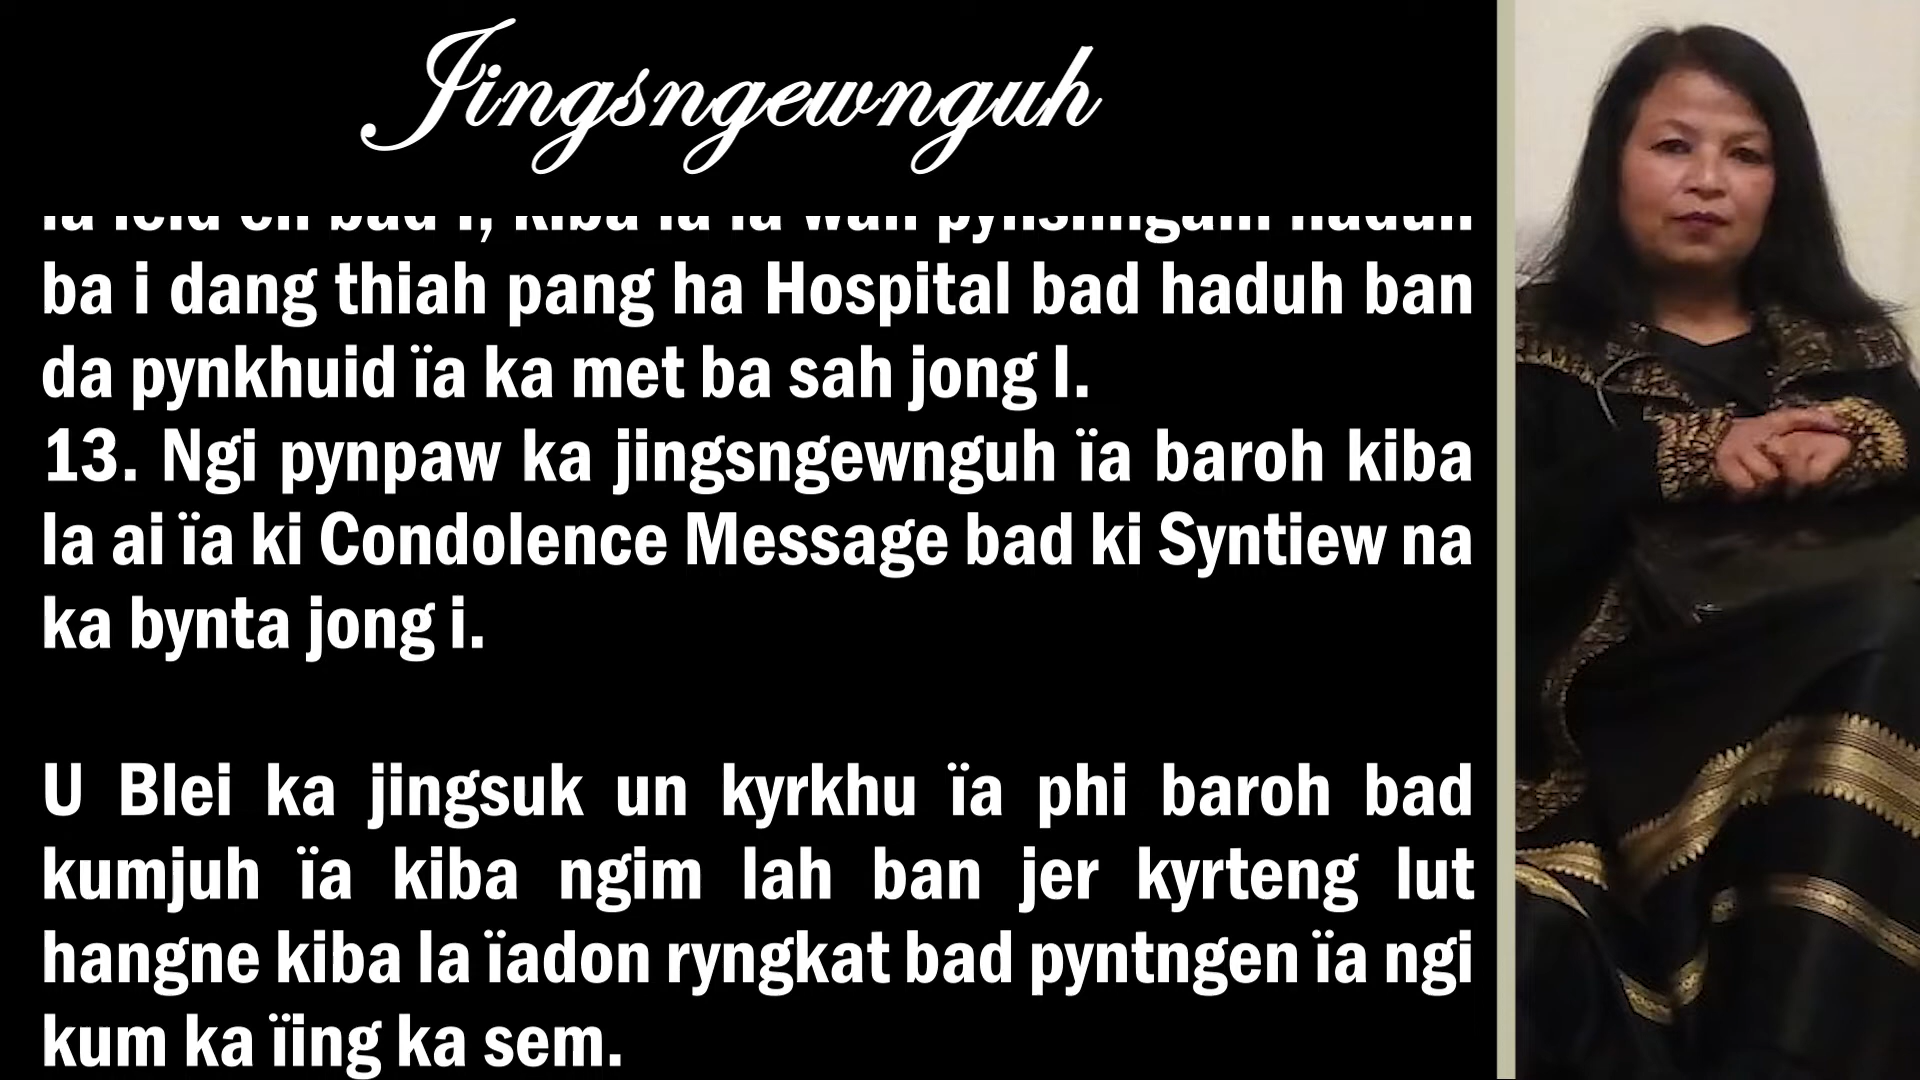 Jingsngewnguh
bad
ba i dang thiah pang ha Hospital bad haduh ban
da pynkhuid ïa ka met ba sah jong I.
13. Ngi pynpaw ka jingsngewnguh ïa baroh kiba
la ai ïa ki Condolence Message bad ki Syntiew na
ka bynta jong i.
U Blei ka jingsuk un kyrkhu ïa phi baroh bad
kumjuh ïa kiba ngim lah ban jer kyrteng lut
hangne kiba la ïadon ryngkat bad pyntngen ïa ngi
kum ka ïing ka sem.